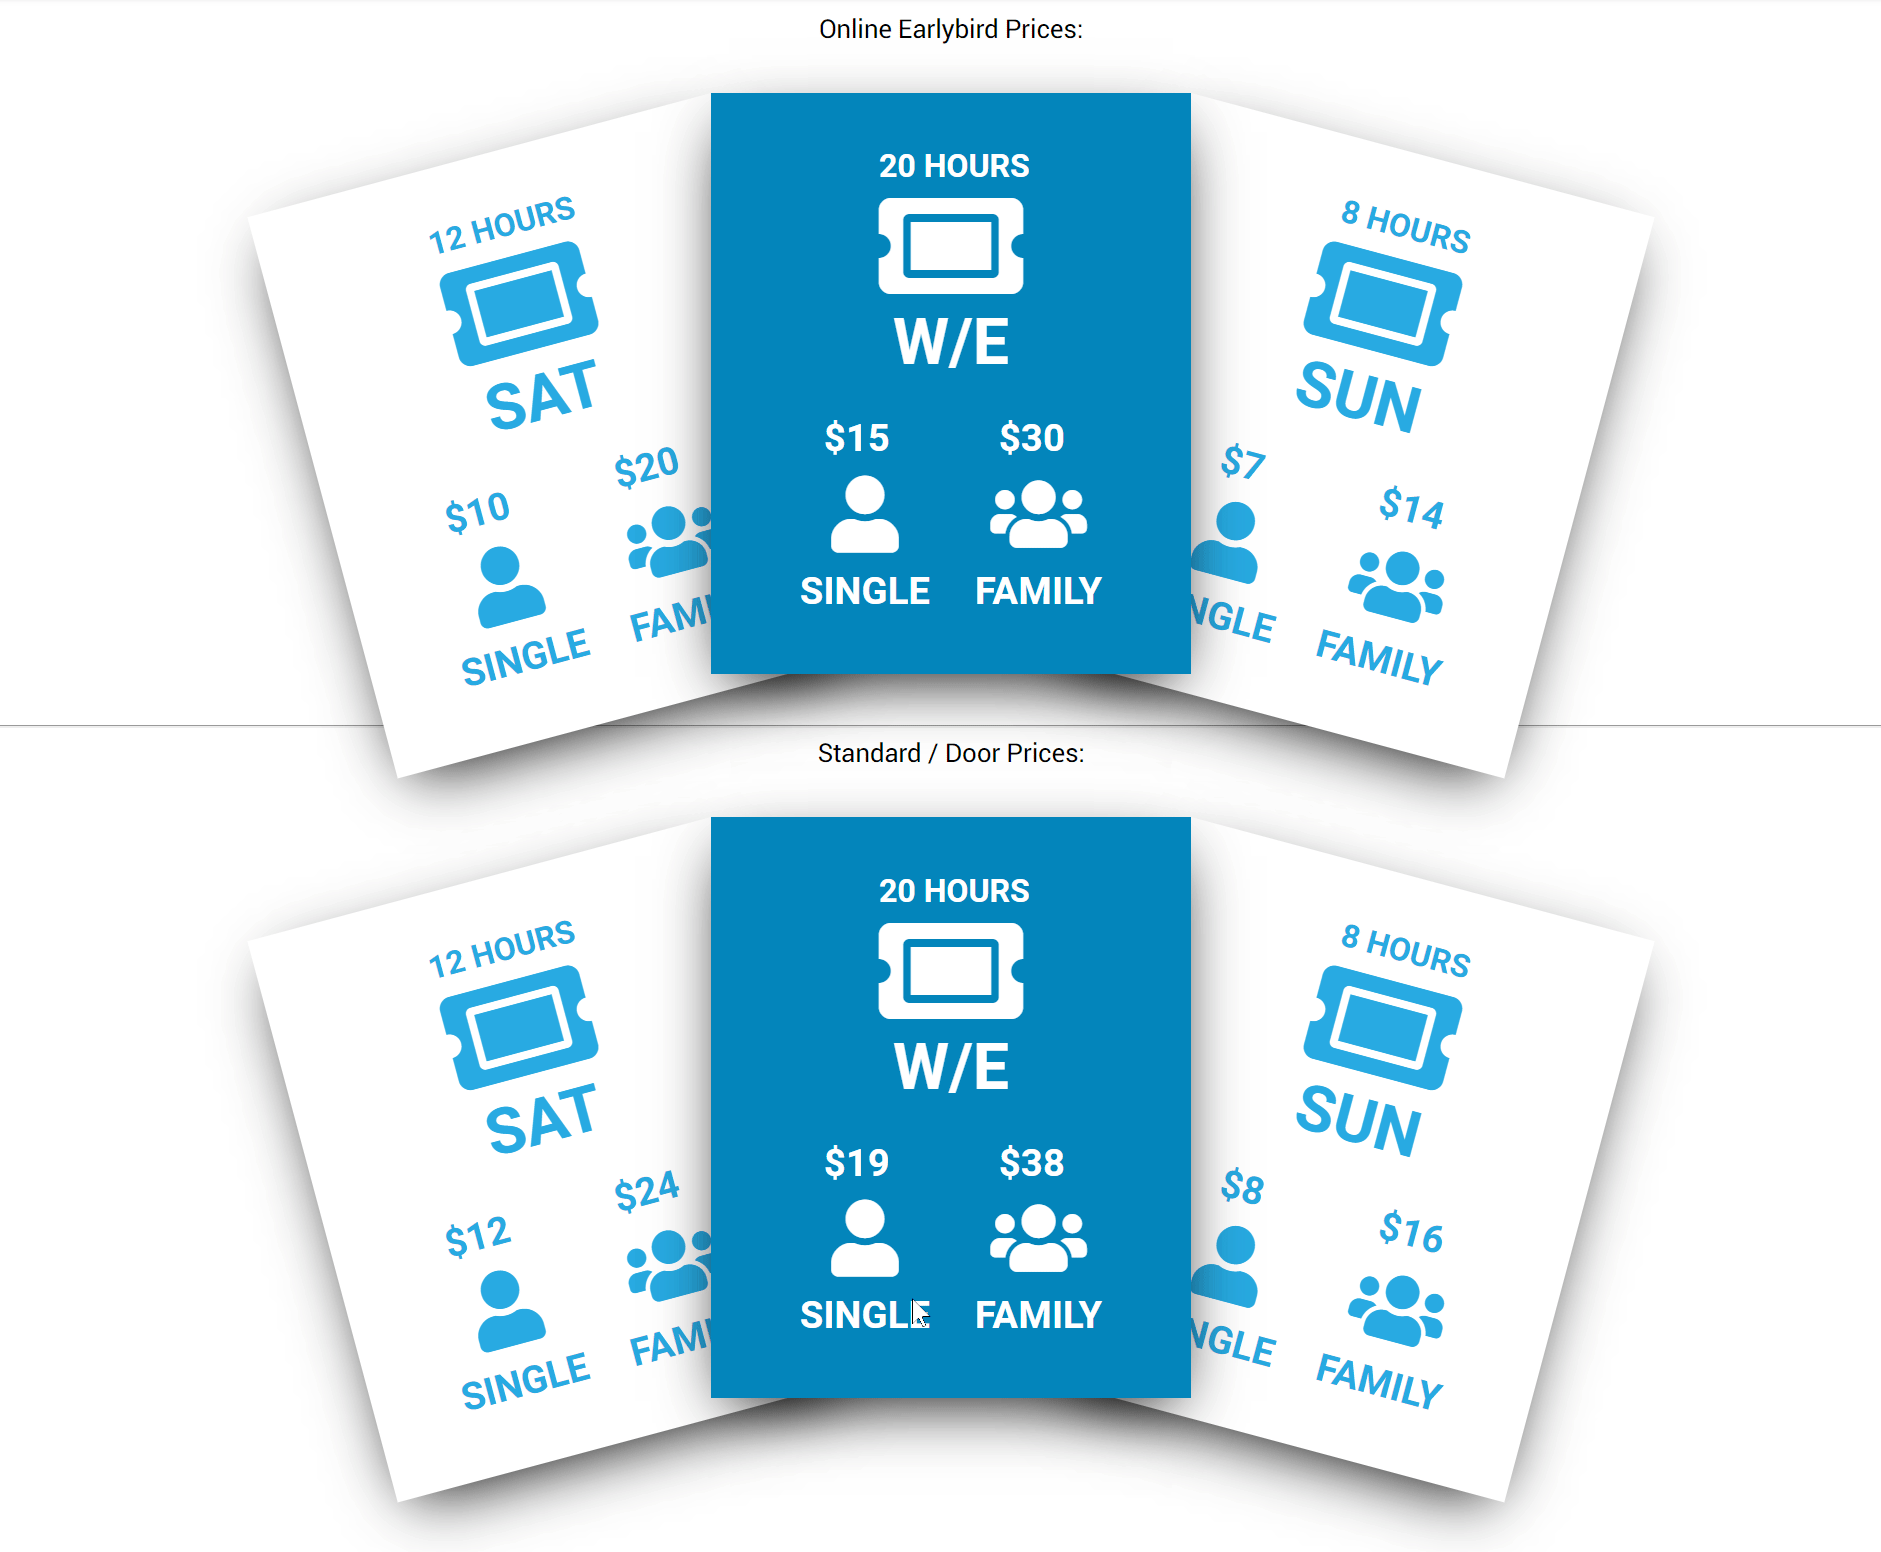 Online Earlybird Prices:
12 HOURS
SAT
$10 $20
SINGLE FAMI
20 HOURS
W/E
$15 $30
SINGLE FAMILY
8 HOURS
SUN
$7 $14
NGLE FAMILY
Standard / Door Prices:
12 HOURS
SAT
$12 $24
SINGLE FAMI
20 HOURS
W/E
$19 $38
SINGLE FAMILY
8 HOURS
SUN
$8 $16
NGLE FAMILY